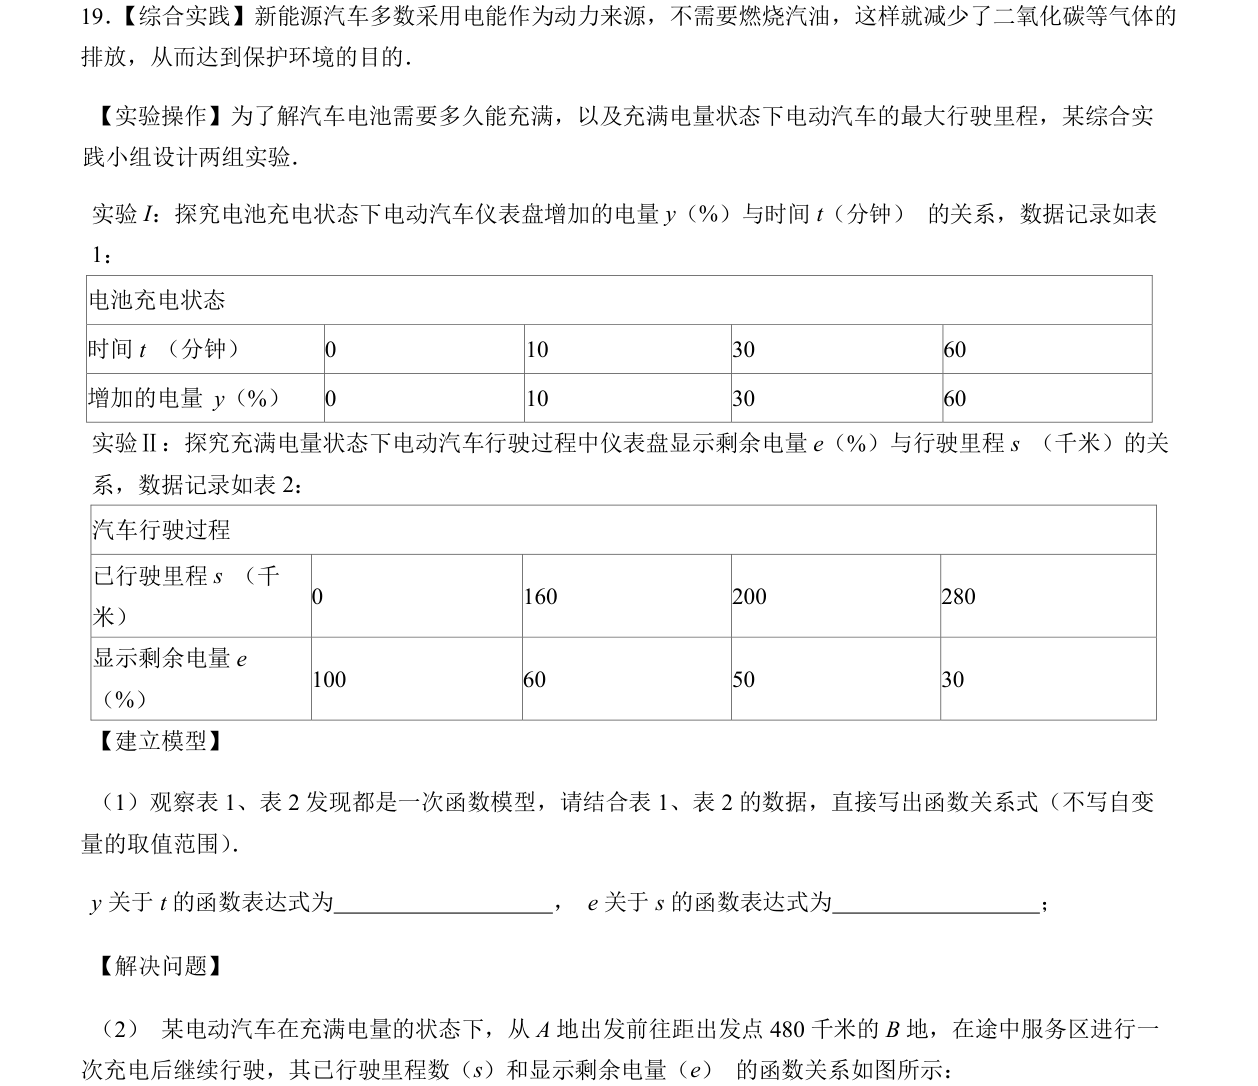 19.【综合实践】新能源汽车多数采用电能作为动力来源，不需要燃烧汽油，这样就减少了二氧化碳等气体的
排放，从而达到保护环境的目的.
【实验操作】为了解汽车电池需要多久能充满，以及充满电量状态下电动汽车的最大行驶里程，某综合实
践小组设计两组实验.
实验 I：探究电池充电状态下电动汽车仪表盘增加的电量 y（%）与时间 t（分钟） 的关系，数据记录如表
1：
电池充电状态
时间 t （分钟） 0 10 30 60
增加的电量 y（%） 0 10 30 60
实验Ⅱ：探究充满电量状态下电动汽车行驶过程中仪表盘显示剩余电量 e（%）与行驶里程 s （千米）的关
系，数据记录如表 2：
汽车行驶过程
已行驶里程 s （千
米） 0 160 200 280
显示剩余电量 e
（%） 100 60 50 30
【建立模型】
（1）观察表 1、表 2 发现都是一次函数模型，请结合表 1、表 2 的数据，直接写出函数关系式（不写自变
量的取值范围）.
y 关于 t 的函数表达式为__________________， e 关于 s 的函数表达式为_________________；
【解决问题】
（2） 某电动汽车在充满电量的状态下，从 A 地出发前往距出发点 480 千米的 B 地，在途中服务区进行一
次充电后继续行驶，其已行驶里程数（s）和显示剩余电量（e） 的函数关系如图所示：